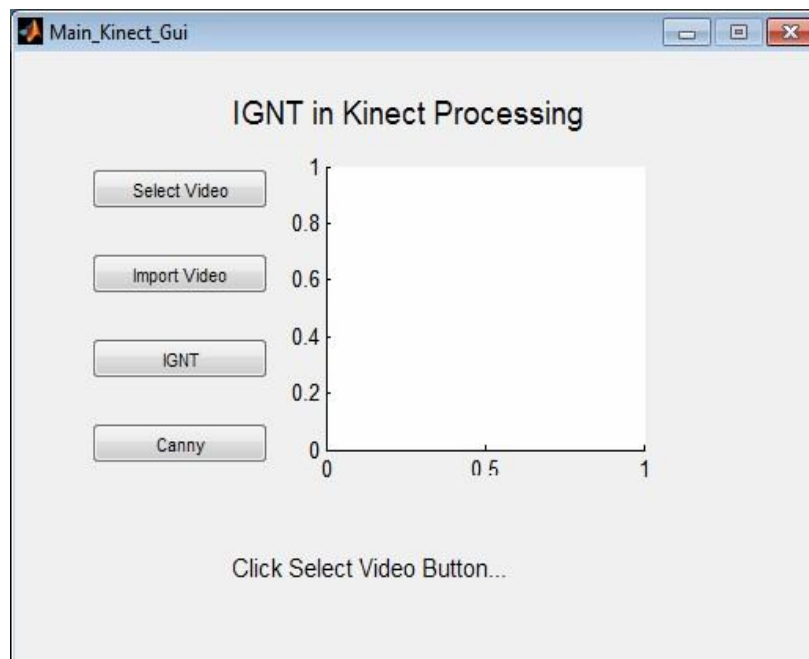 Main_Kinect_Gui
IGNT in Kinect Processing
Select Video
Import Video
IGNT
Canny
1
0.8
0.6
0.4
0.2
0
0
0.5
1
Click Select Video Button...